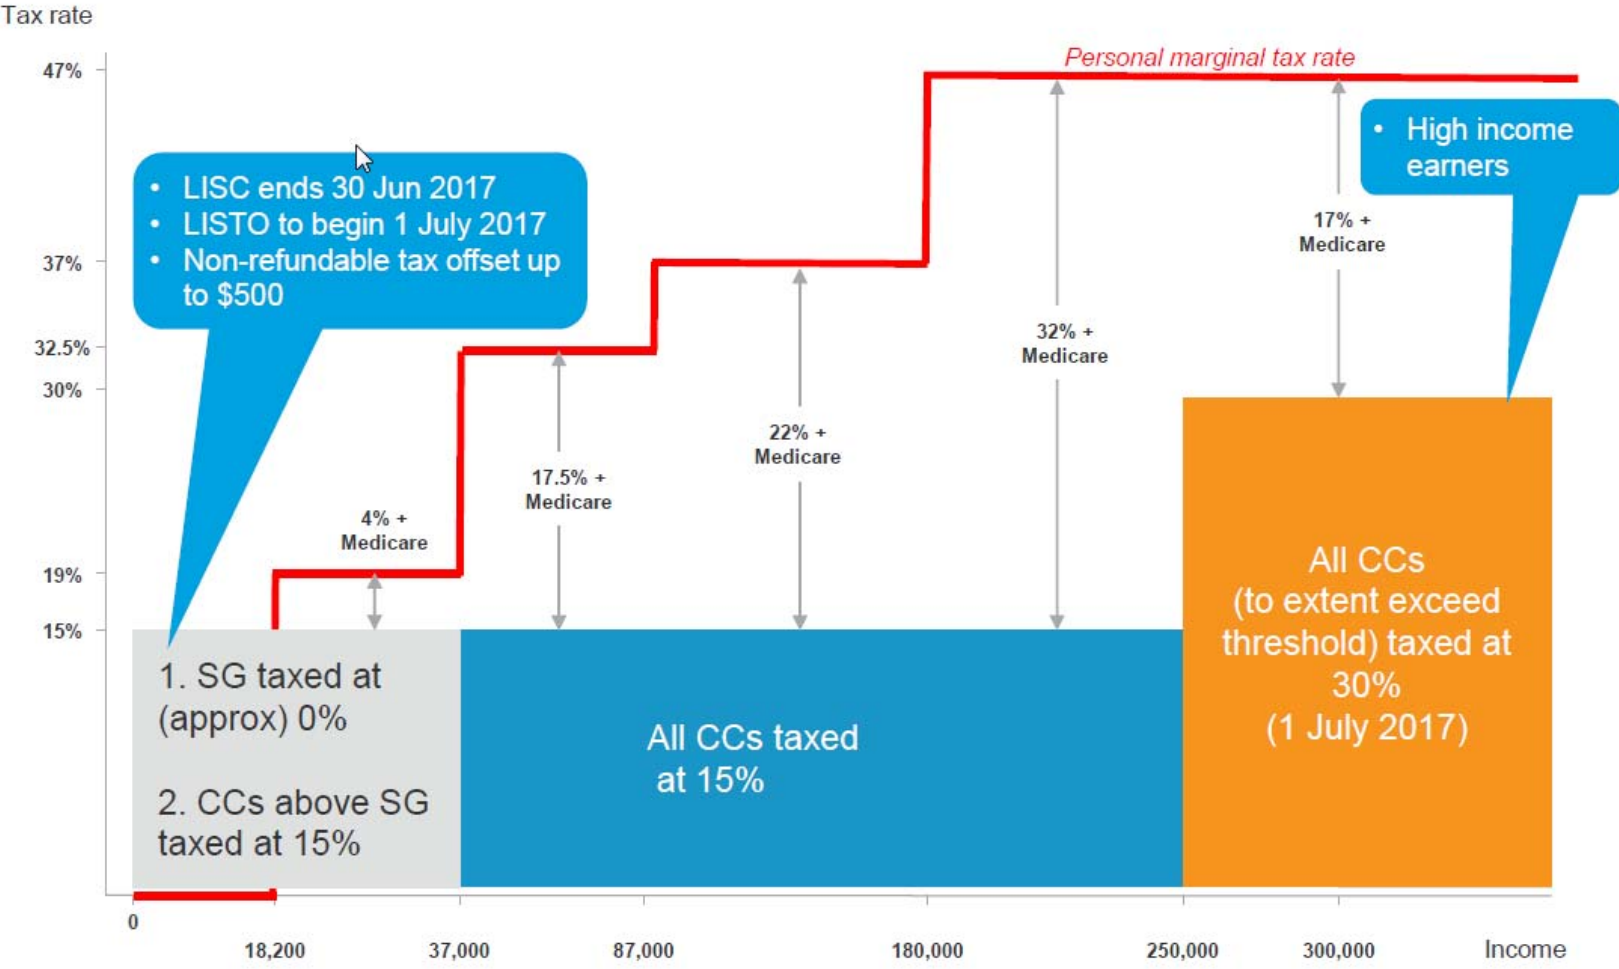 Tax rate
47%
37%
32.5%
30%
19%
15%
Personal marginal tax rate
• LISC ends 30 Jun 2017
• LISTO to begin 1 July 2017
• Non-refundable tax offset up
to $500
• High income
earners
4% +
Medicare
17.5% +
Medicare
22% +
Medicare
32% +
Medicare
17% +
Medicare
1. SG taxed at
(approx) 0%
2. CCs above SG
taxed at 15%
All CCs taxed
at 15%
All CCs
(to extent exceed
threshold) taxed at
30%
(1 July 2017)
0
18,200
37,000
87,000
180,000
250,000
300,000
Income